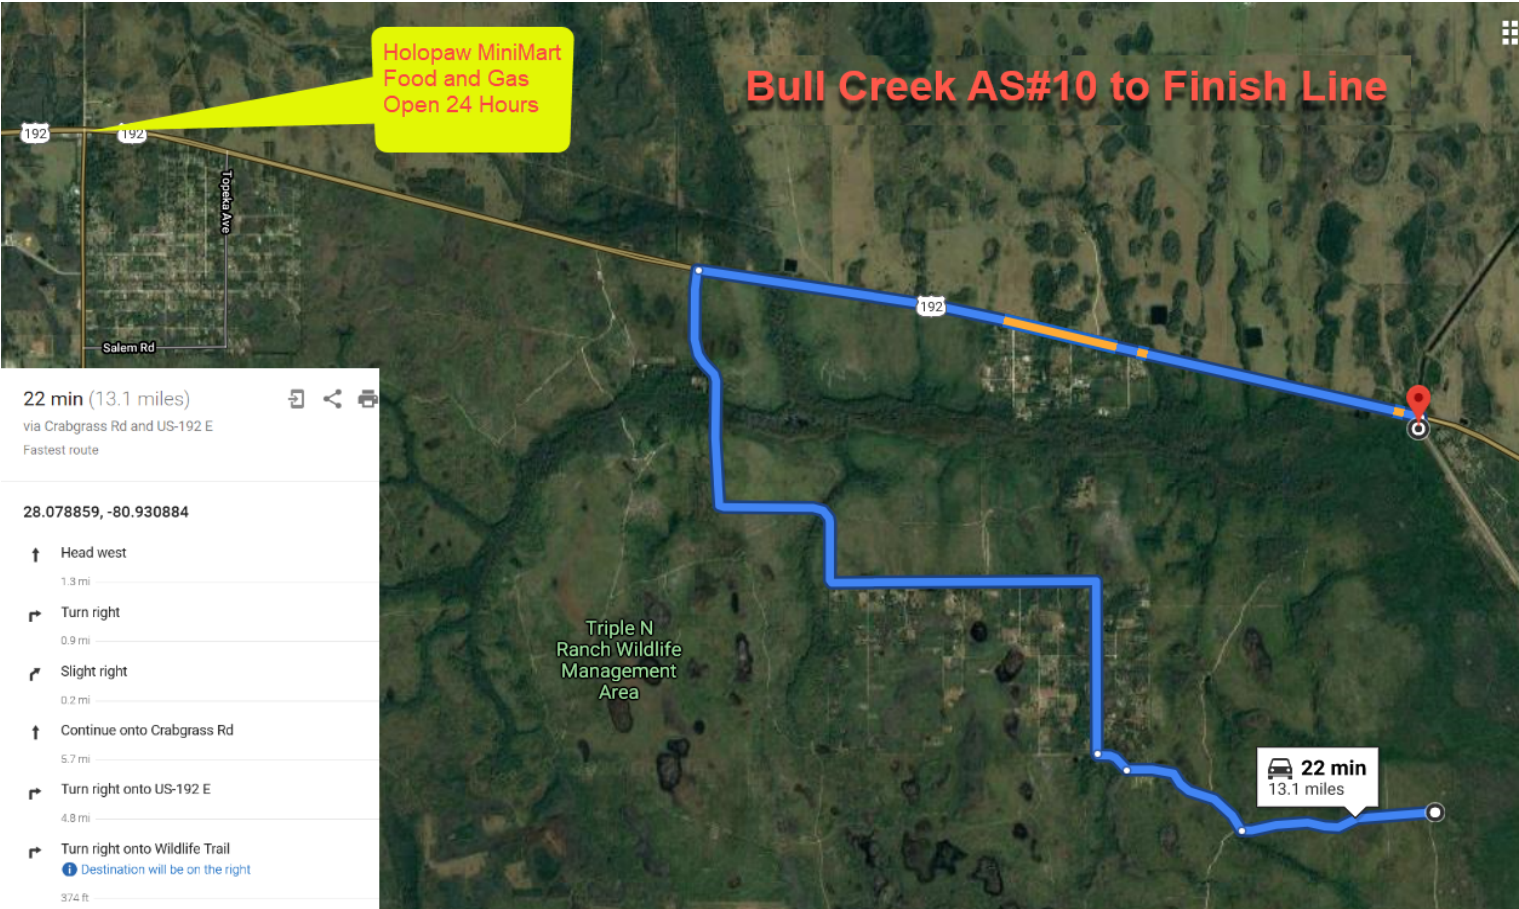 Holopaw MiniMart
Food and Gas
Open 24 Hours
Bull Creek AS#10 to Finish Line
192
192
Topeka Ave
192
Salem Rd
22 min (13.1 miles)
via Crabgrass Rd and US-192 E
Fastest route
28.078859, -80.930884
Head west
1.3 mi
Turn right
0.9 mi
Slight right
0.2 mi
Continue onto Crabgrass Rd
5.7 mi
Turn right onto US-192 E
4.8 mi
Turn right onto Wildlife Trail
Destination will be on the right
374 ft
Triple N
Ranch Wildlife
Management
Area
22 min
13.1 miles